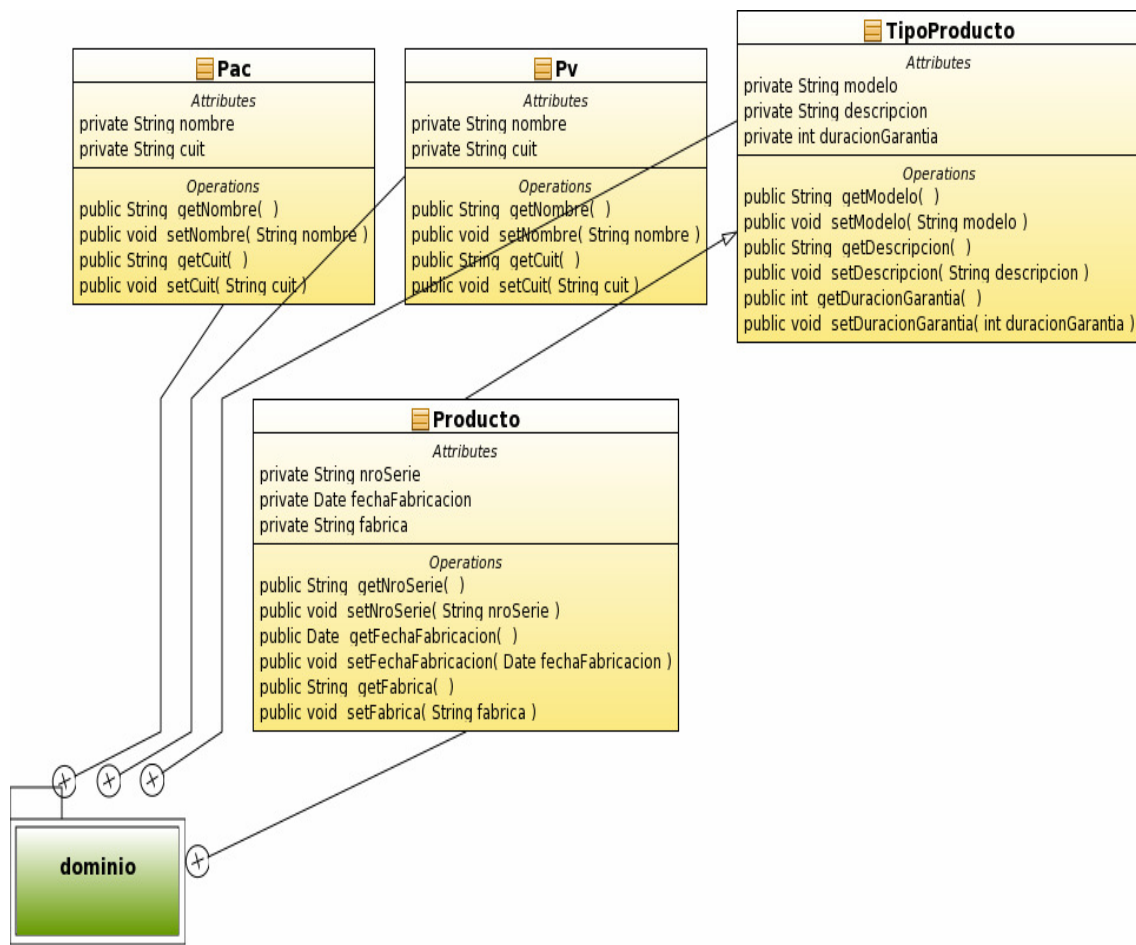 Pac
Attributes
private String nombre
private String cuit
Operations
public String getNombre( )
public void setNombre( String nombre )
public String getCuit( )
public void setCuit( String cuit )
Pv
Attributes
private String nombre
private String cuit
Operations
public String getNombre( )
public void setNombre( String nombre )
public String getCuit( )
public void setCuit( String cuit )
TipoProducto
Attributes
private String modelo
private String descripcion
private int duracionGarantia
Operations
public String getModelo( )
public void setModelo( String modelo )
public String getDescripcion( )
public void setDescripcion( String descripcion )
public int getDuracionGarantia( )
public void setDuracionGarantia( int duracionGarantia )
Producto
Attributes
private String nroSerie
private Date fechaFabricacion
private String fabrica
Operations
public String getNroSerie( )
public void setNroSerie( String nroSerie )
public Date getFechaFabricacion( )
public void setFechaFabricacion( Date fechaFabricacion )
public String getFabrica( )
public void setFabrica( String fabrica )
dominio